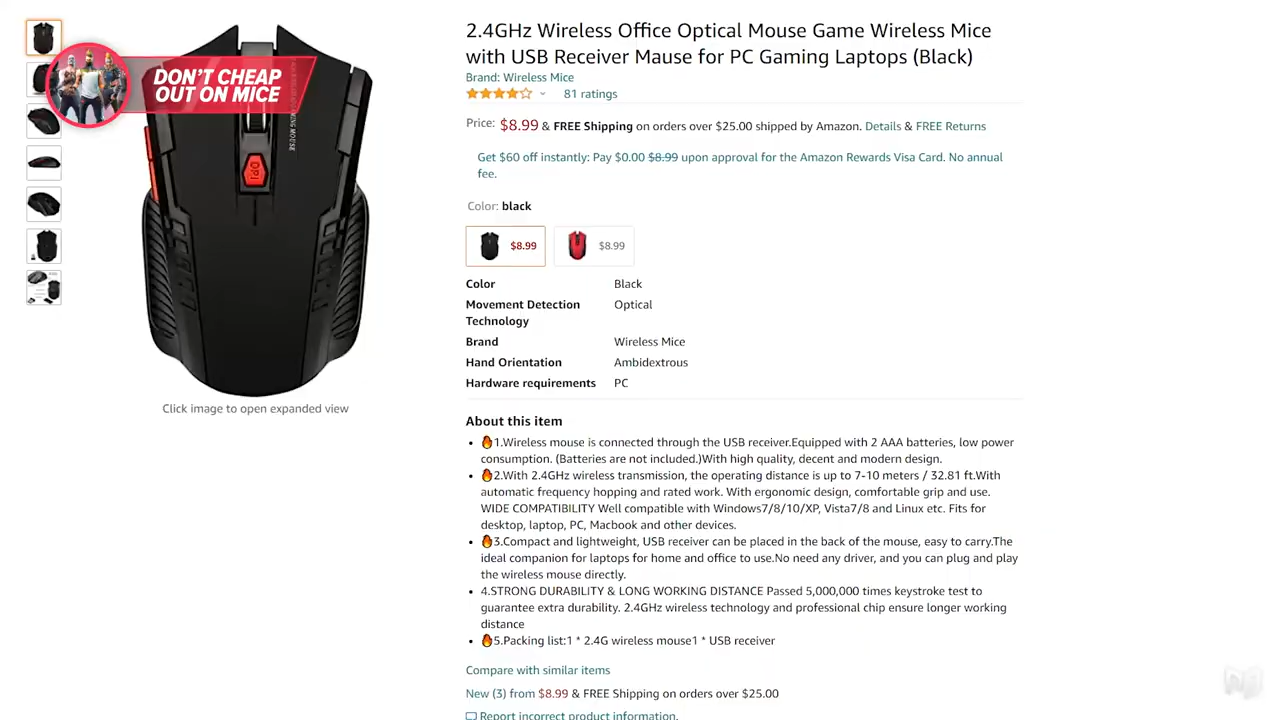 DON'T CHEAP
OUT ON MICE
DPI
Click image to open expanded view
2.4GHz Wireless Office Optical Mouse Game Wireless Mice
with USB Receiver Mause for PC Gaming Laptops (Black)
Brand: Wireless Mice
81 ratings
Price: $8.99 & FREE Shipping on orders over $25.00 shipped by Amazon. Details & FREE Returns
Get $60 off instantly: Pay $0.00 $8.99 upon approval for the Amazon Rewards Visa Card. No annual
fee.
Color: black
$8.99 $8.99
Color Black
Movement Detection Optical
Technology
Brand Wireless Mice
Hand Orientation Ambidextrous
Hardware requirements PC
About this item
1.Wireless mouse is connected through the USB receiver.Equipped with 2 AAA batteries, low power
consumption. (Batteries are not included.)With high quality, decent and modern design.
2.With 2.4GHz wireless transmission, the operating distance is up to 7-10 meters / 32.81 ft.With
automatic frequency hopping and rated work. With ergonomic design, comfortable grip and use.
WIDE COMPATIBILITY Well compatible with Windows7/8/10/XP, Vista7/8 and Linux etc. Fits for
desktop, laptop, PC, Macbook and other devices.
3.Compact and lightweight, USB receiver can be placed in the back of the mouse, easy to carry.The
ideal companion for laptops for home and office to use.No need any driver, and you can plug and play
the wireless mouse directly.
4.STRONG DURABILITY & LONG WORKING DISTANCE Passed 5,000,000 times keystroke test to
guarantee extra durability. 2.4GHz wireless technology and professional chip ensure longer working
distance
5.Packing list:1 * 2.4G wireless mouse1 * USB receiver
Compare with similar items
New (3) from $8.99 & FREE Shipping on orders over $25.00
Report incorrect product information.